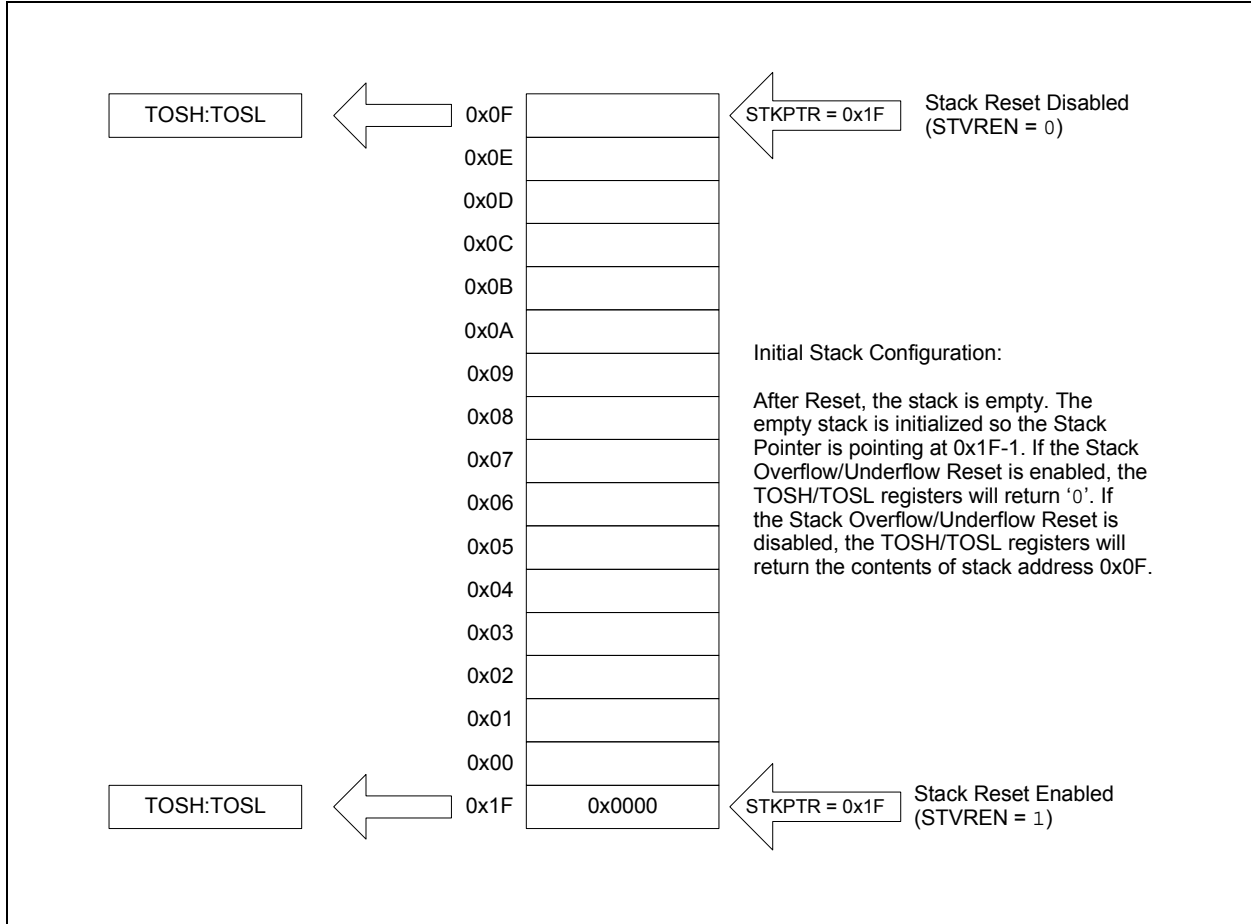 TOSH:TOSL 0x0F STKPTR = 0x1F Stack Reset Disabled
(STVREN = 0)
0x0E
0x0D
0x0C
0x0B
0x0A
Initial Stack Configuration:
0x09
After Reset, the stack is empty. The
0x08
empty stack is initialized so the Stack
Pointer is pointing at 0x1F-1. If the Stack
0x07
Overflow/Underflow Reset is enabled, the
TOSH/TOSL registers will return ‘0’. If
0x06
the Stack Overflow/Underflow Reset is
0x05
disabled, the TOSH/TOSL registers will
return the contents of stack address 0x0F.
0x04
0x03
0x02
0x01
0x00
TOSH:TOSL 0x1F 0x0000 STKPTR = 0x1F Stack Reset Enabled
(STVREN = 1)